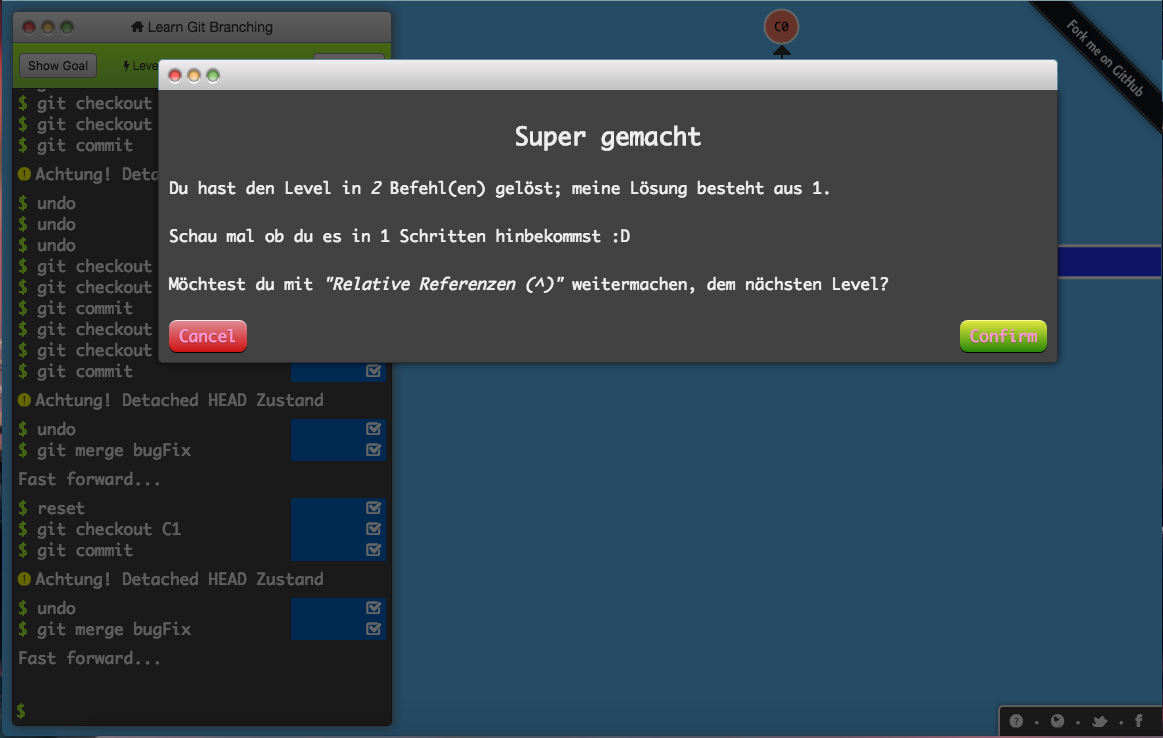 Learn Git Branching
C0
Fork me on GitHub
Show Goal
Leve
$ git checkout
$ git checkout
$ git commit
Achtung! Deta
$ undo
$ undo
$ undo
$ git checkout
$ git checkout
$ git commit
$ git checkout
$ git checkout
$ git commit
Achtung! Detached HEAD Zustand
$ undo
$ git merge bugFix
Fast forward...
$ reset
$ git checkout C1
$ git commit
Achtung! Detached HEAD Zustand
$ undo
$ git merge bugFix
Fast forward...
$
Super gemacht
Du hast den Level in 2 Befehl(en) gelöst; meine Lösung besteht aus 1.
Schau mal ob du es in 1 Schritten hinbekommst :D
Möchtest du mit "Relative Referenzen (^)" weitermachen, dem nächsten Level?
Cancel
Confirm